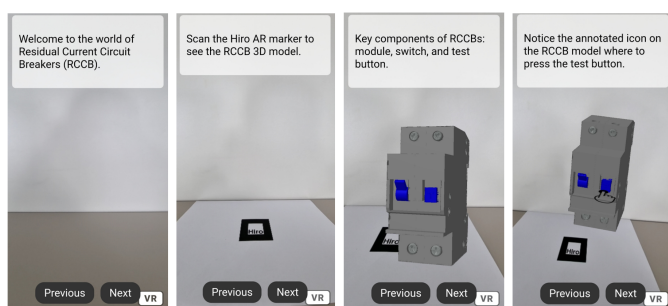 Welcome to the world of
Residual Current Circuit
Breakers (RCCB).
Previous
Next
VR
Scan the Hiro AR marker to
see the RCCB 3D model.
Hiro
Previous
Next
VR
Key components of RCCBs:
module, switch, and test
button.
Hiro
Previous
Next
VR
Notice the annotated icon on
the RCCB model where to
press the test button.
Hiro
Previous
Next
VR